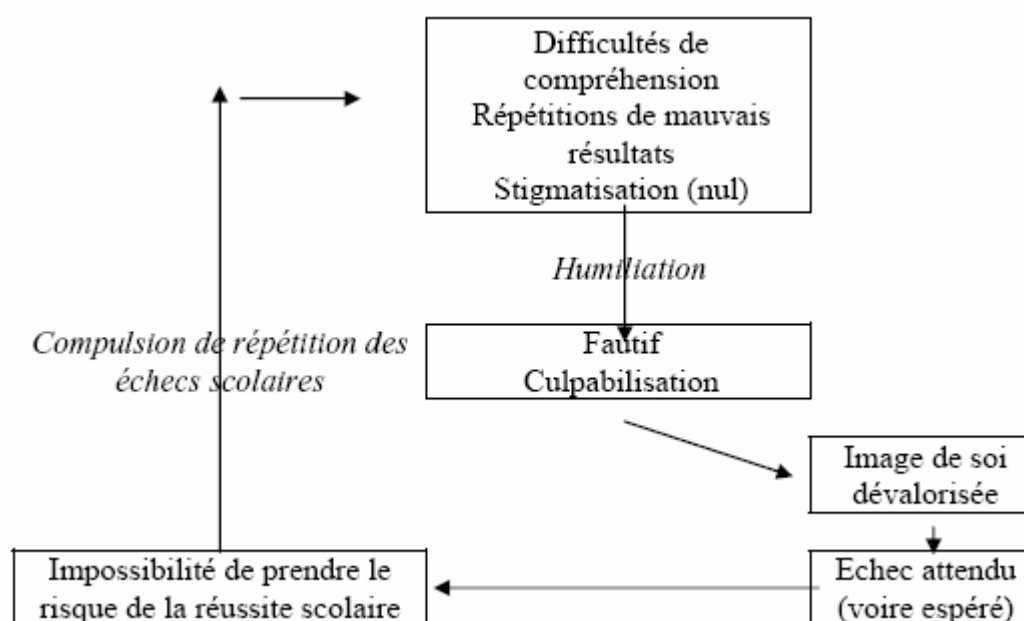 Difficultés de
compréhension
Répétitions de mauvais
résultats
Stigmatisation (nul)
Humiliation
Compulsion de répétition des
échecs scolaires
Fautif
Culpabilisation
Image de soi
dévalorisée
Impossibilité de prendre le
risque de la réussite scolaire
Echec attendu
(voire espéré)